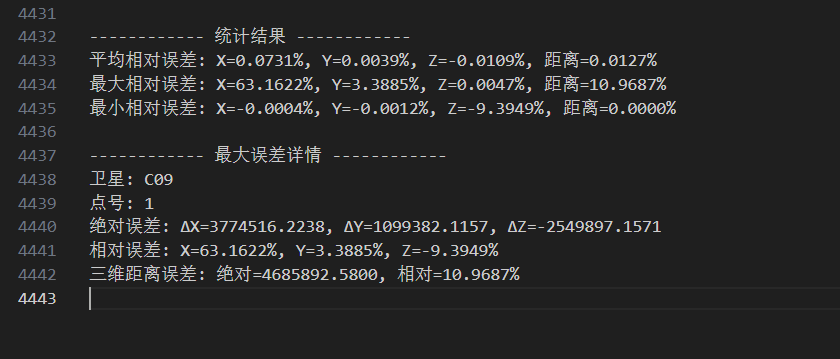 4431
4432 ------------ 统计结果 ------------
4433 平均相对误差: X=0.0731%, Y=0.0039%, Z=-0.0109%, 距离=0.0127%
4434 最大相对误差: X=63.1622%, Y=3.3885%, Z=0.0047%, 距离=10.9687%
4435 最小相对误差: X=-0.0004%, Y=-0.0012%, Z=-9.3949%, 距离=0.0000%
4436
4437 ------------ 最大误差详情 ------------
4438 卫星: C09
4439 点号: 1
4440 绝对误差: ΔX=3774516.2238, ΔY=1099382.1157, ΔZ=-2549897.1571
4441 相对误差: X=63.1622%, Y=3.3885%, Z=-9.3949%
4442 三维距离误差: 绝对=4685892.5800, 相对=10.9687%
4443